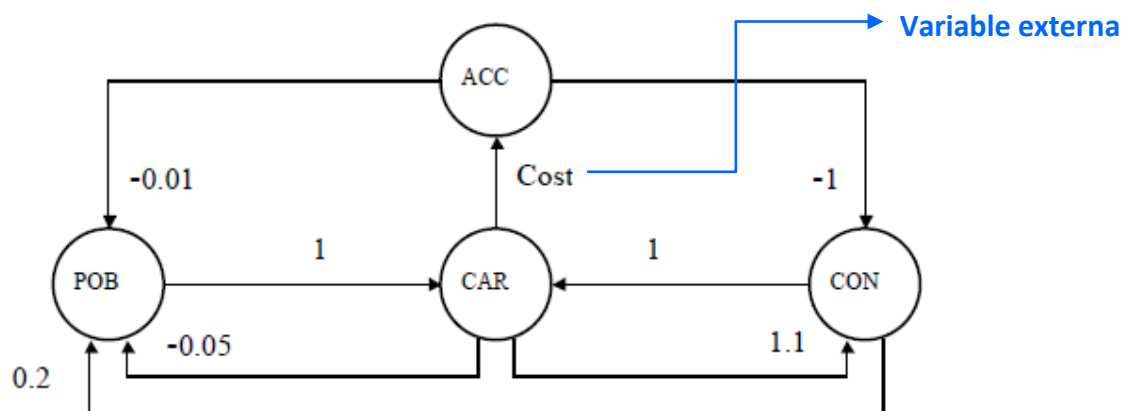 Variable externa
ACC
-0.01
Cost
-1
1
1
POB
CAR
CON
-0.05
1.1
0.2